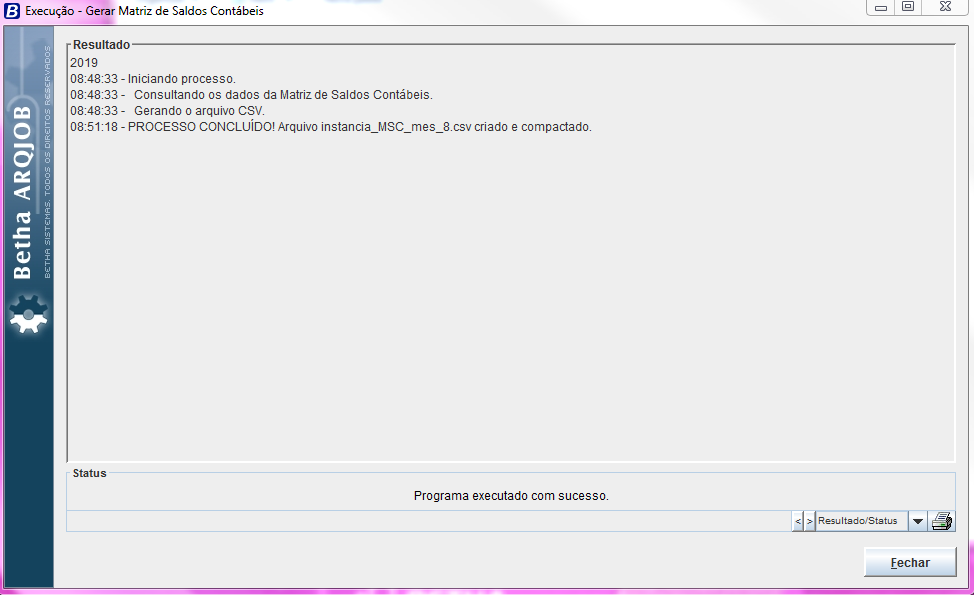 Execução - Gerar Matriz de Saldos Contábeis
Betha ARQJOB
BETHA SISTEMAS. TODOS OS DIREITOS RESERVADOS.
Resultado
2019
08:48:33 - Iniciando processo.
08:48:33 -   Consultando os dados da Matriz de Saldos Contábeis.
08:48:33 -   Gerando o arquivo CSV.
08:51:18 - PROCESSO CONCLUÍDO! Arquivo instancia_MSC_mes_8.csv criado e compactado.
Status
Programa executado com sucesso.
< > Resultado/Status
Fechar